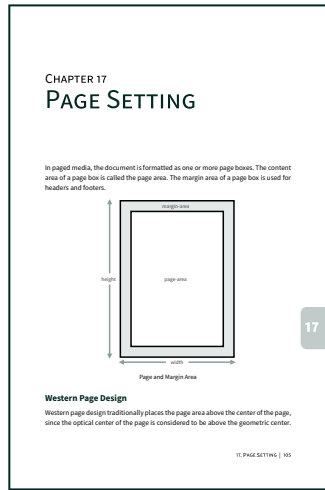 CHAPTER 17
PAGE SETTING
In paged media, the document is formatted as one or more page boxes. The content
area of a page box is called the page area. The margin area of a page box is used for
headers and footers.
margin-area
height
page-area
width
Page and Margin Area
17
Western Page Design
Western page design traditionally places the page area above the center of the page,
since the optical center of the page is considered to be above the geometric center.
17. PAGE SETTING | 105